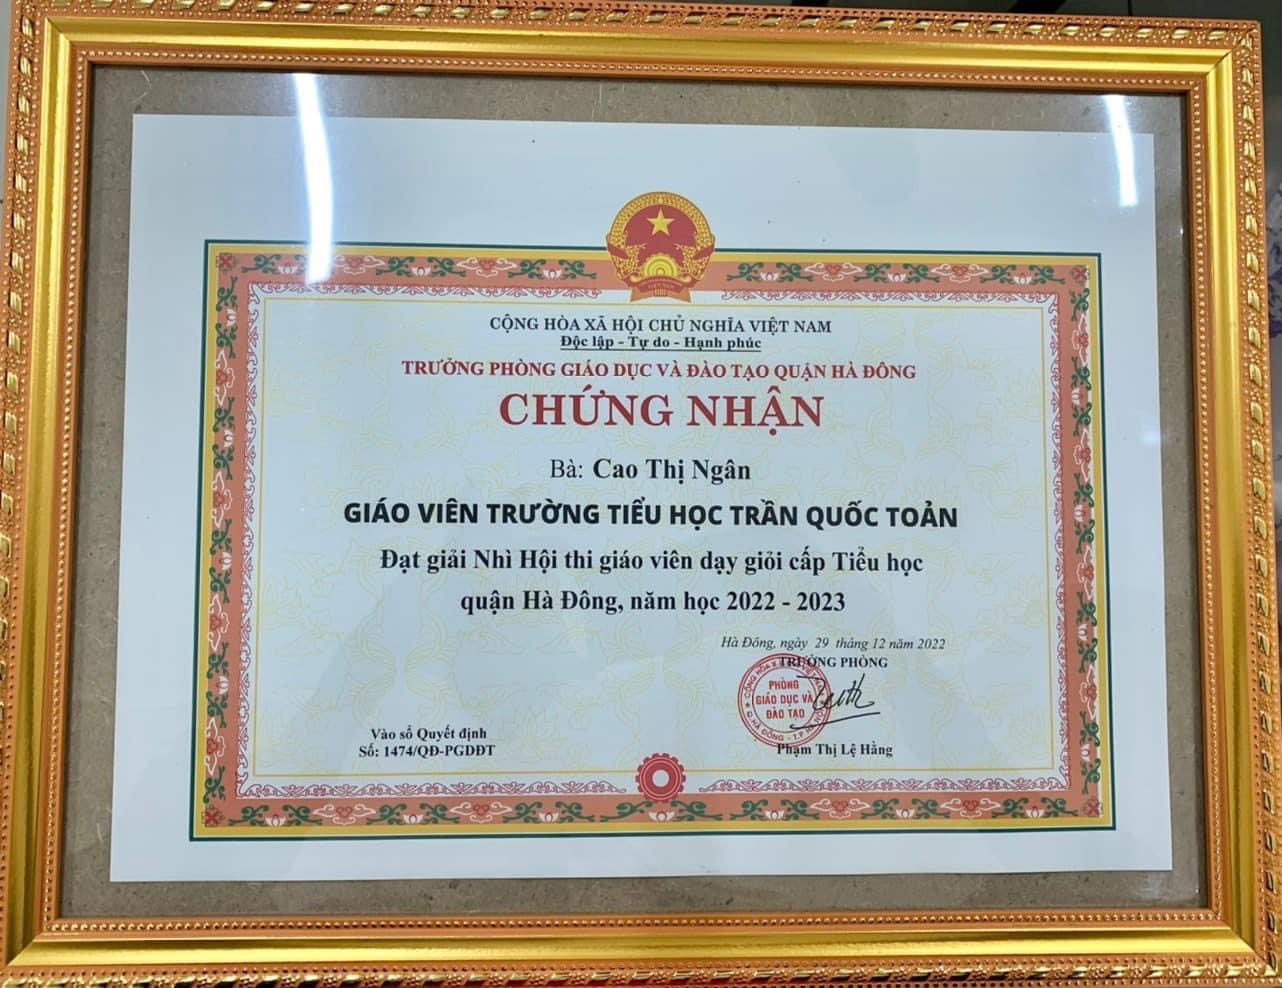 CỘNG HÒA XÃ HỘI CHỦ NGHĨA VIỆT NAM
Độc lập - Tự do - Hạnh phúc
TRƯỞNG PHÒNG GIÁO DỤC VÀ ĐÀO TẠO QUẬN HÀ ĐÔNG
CHỨNG NHẬN
Bà: Cao Thị Ngân
GIÁO VIÊN TRƯỜNG TIỂU HỌC TRẦN QUỐC TOẢN
Đạt giải Nhì Hội thi giáo viên dạy giỏi cấp Tiểu học
quận Hà Đông, năm học 2022 - 2023
Hà Đông, ngày 29 tháng 12 năm 2022
TRƯỞNG PHÒNG
PHÒNG
GIÁO DỤC VÀ
ĐÀO TẠO
Phạm Thị Lệ Hằng
Vào sổ Quyết định
Số: 1474/QĐ-PGDĐT